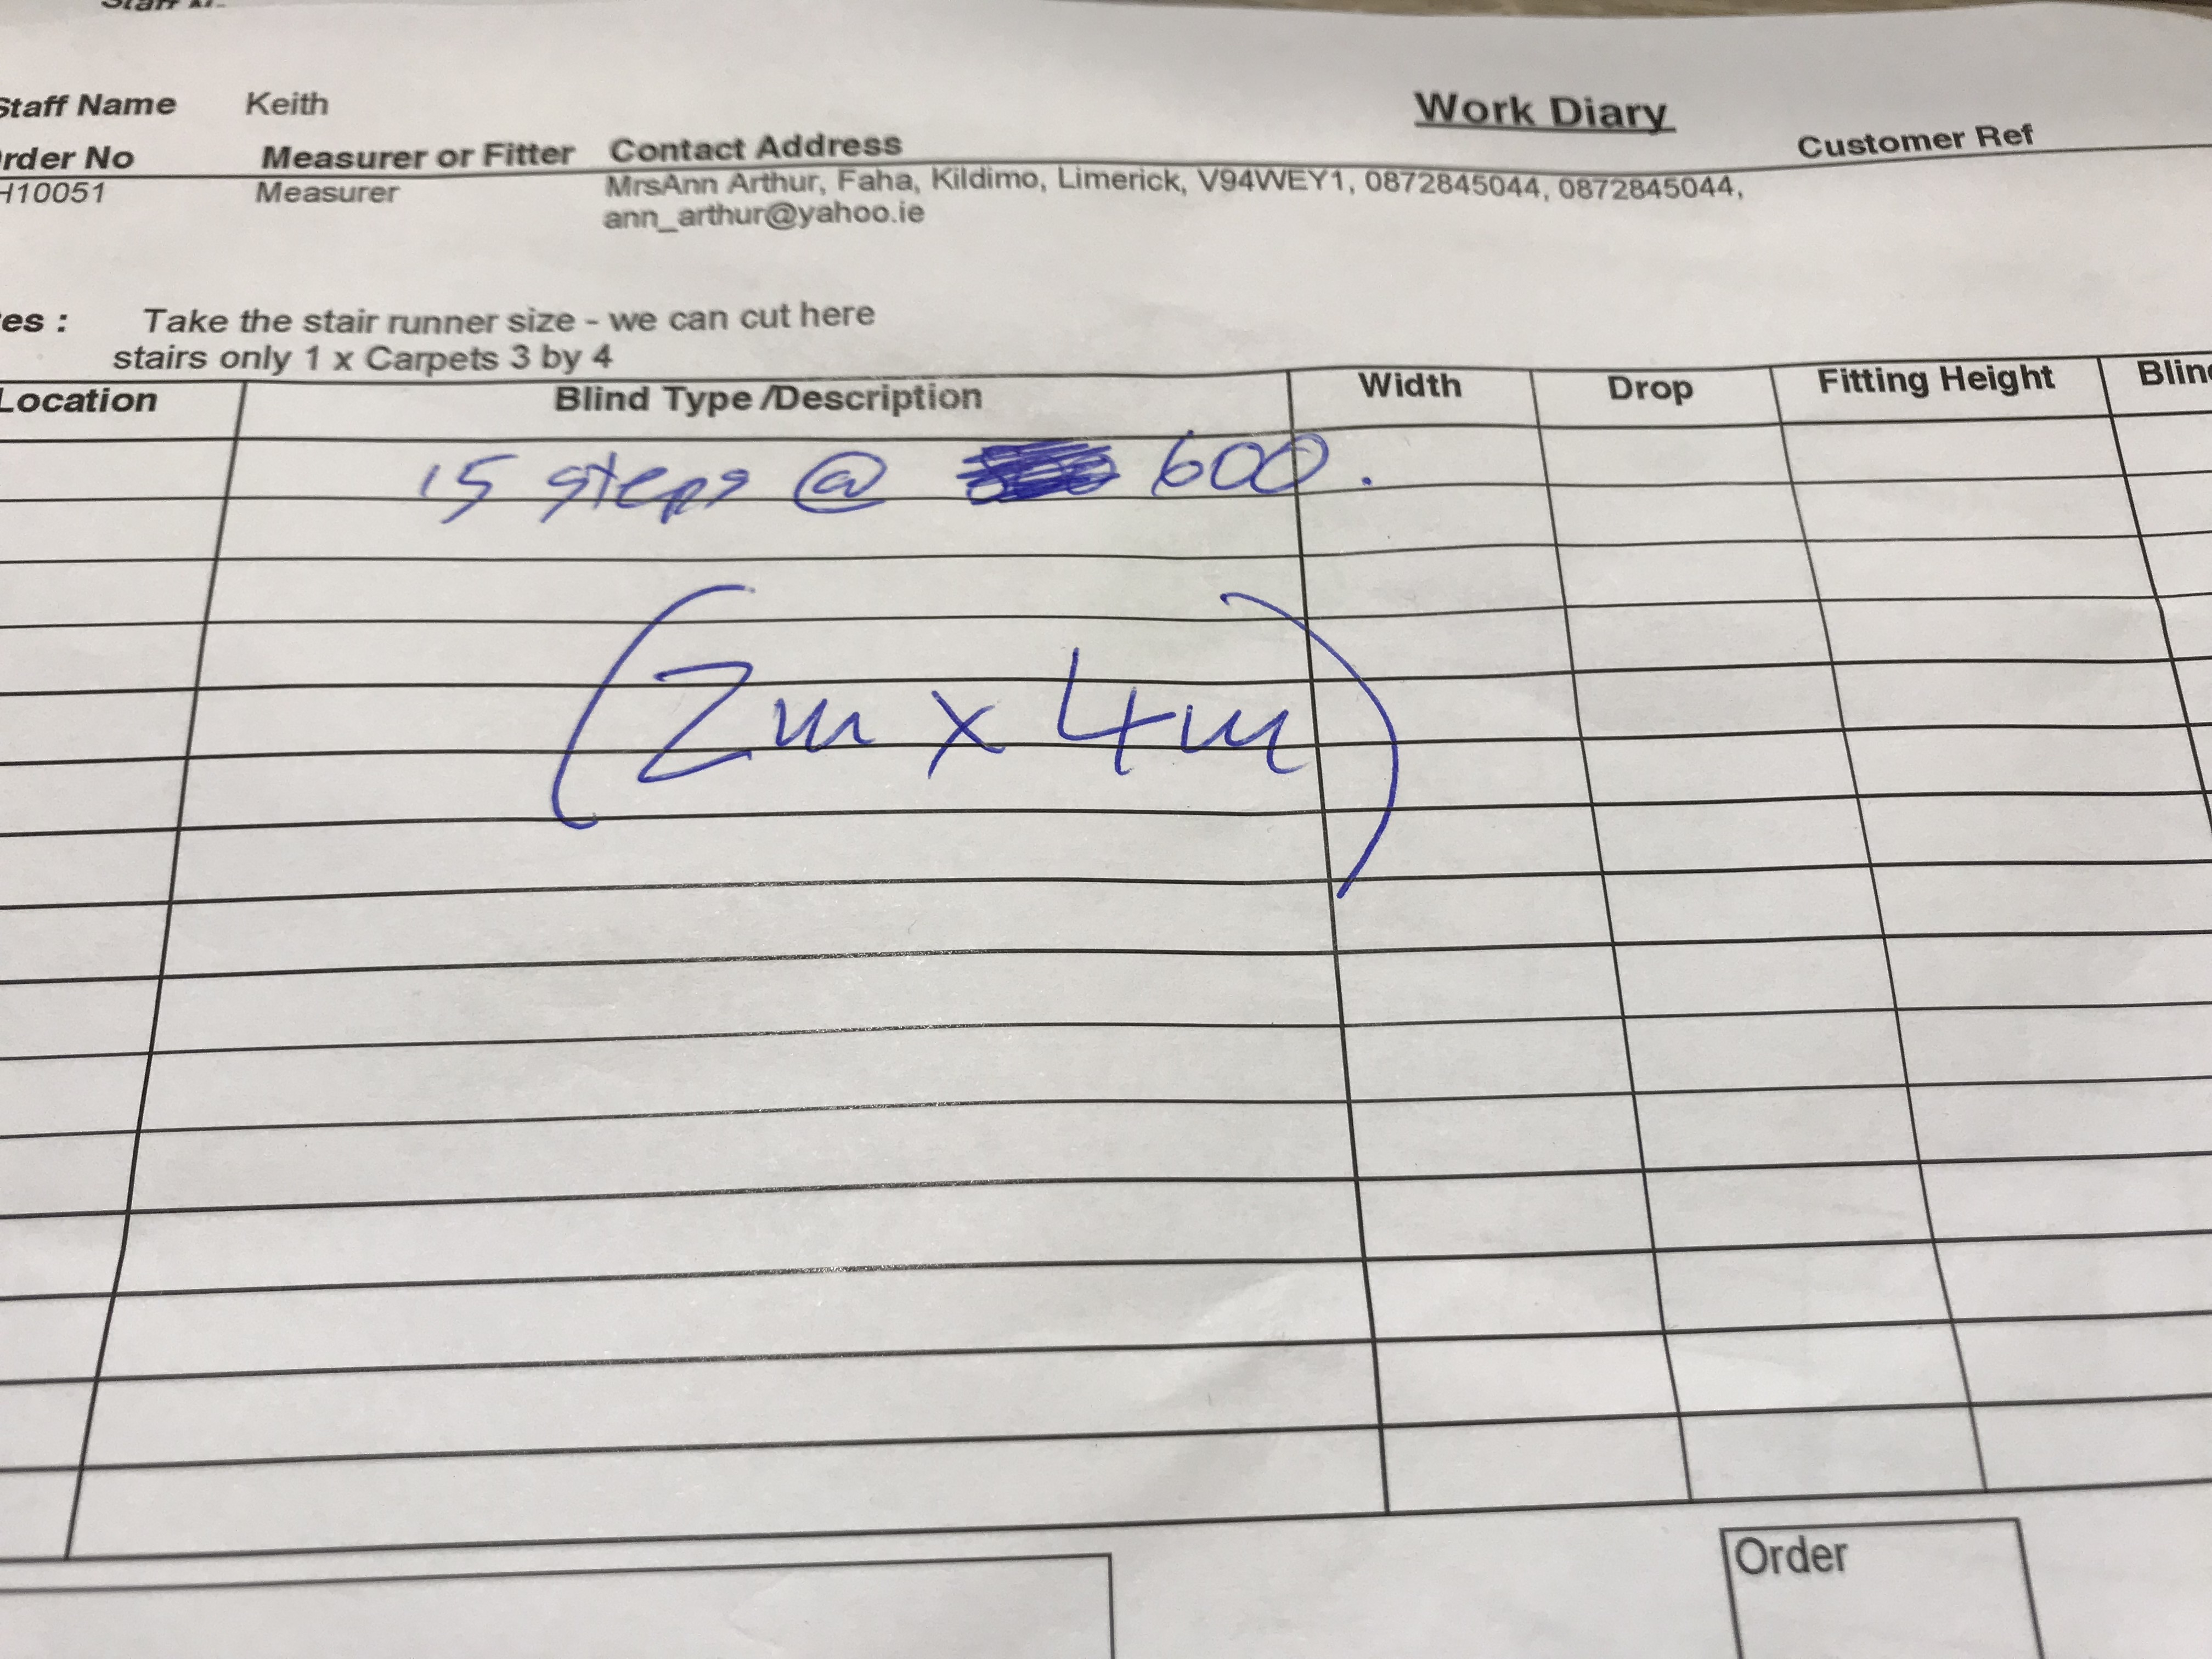 Staff Name Keith
Work Diary
rder No Measurer or Fitter Contact Address Customer Ref
H10051 Measurer MrsAnn Arthur, Faha, Kildimo, Limerick, V94WEY1, 0872845044, 0872845044,
ann_arthur@yahoo.ie
es : Take the stair runner size - we can cut here
stairs only 1 x Carpets 3 by 4
Location Blind Type /Description Width Drop Fitting Height Blin
15 steps @ 600.
(2m x 4m)
Order